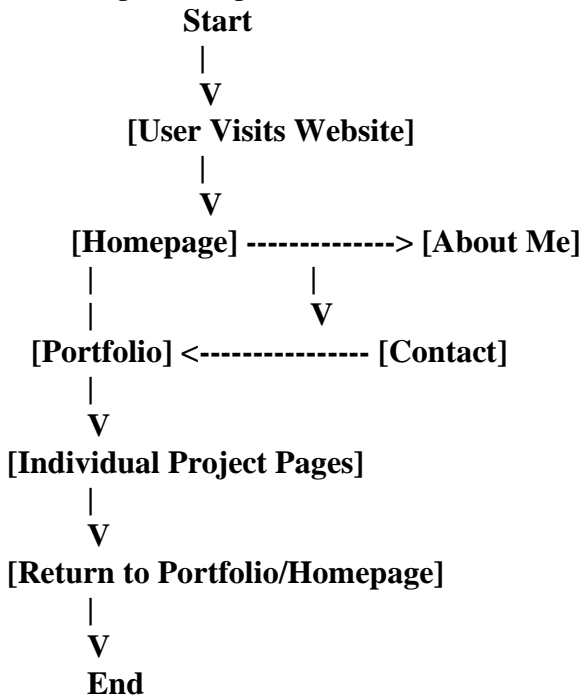 Start
|
V
[User Visits Website]
|
V
[Homepage] --------------> [About Me]
| |
| V
[Portfolio] <---------------- [Contact]
|
V
[Individual Project Pages]
|
V
[Return to Portfolio/Homepage]
|
V
End